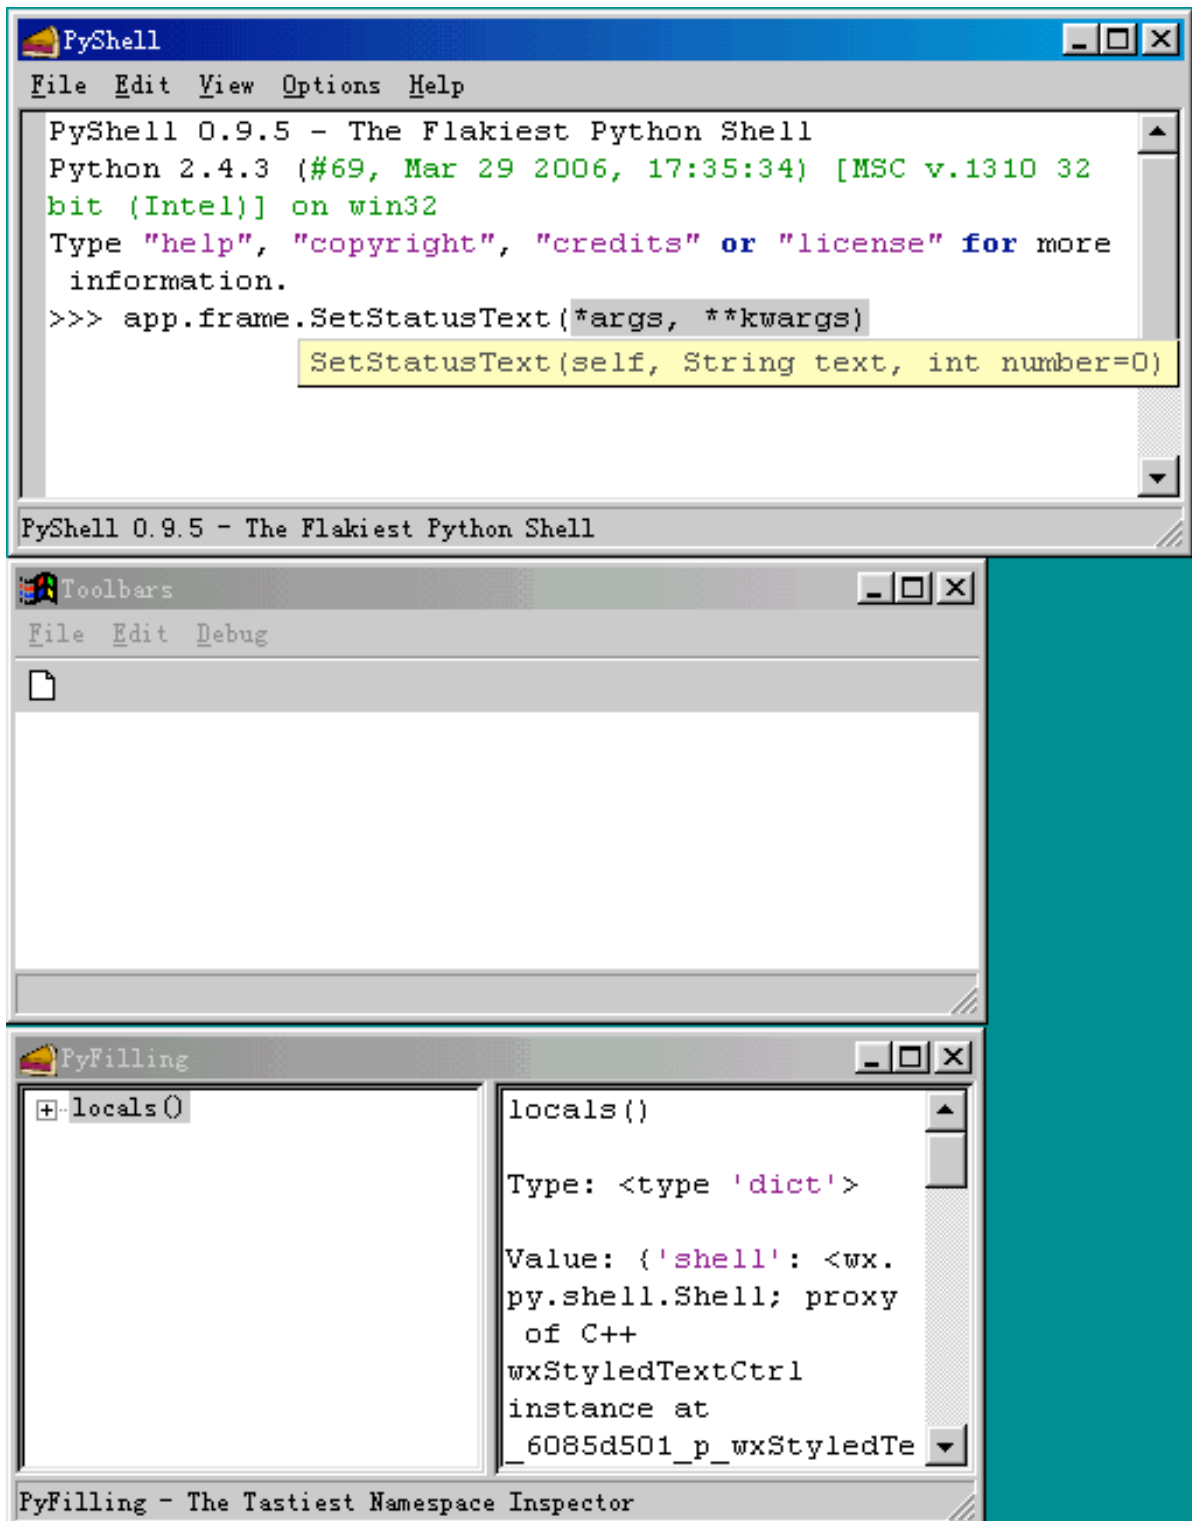 PyShell
File Edit View Options Help
PyShell 0.9.5 - The Flakiest Python Shell
Python 2.4.3 (#69, Mar 29 2006, 17:35:34) [MSC v.1310 32
bit (Intel)] on win32
Type "help", "copyright", "credits" or "license" for more
information.
>>> app.frame.SetStatusText(*args, **kwargs)
SetStatusText(self, String text, int number=0)
PyShell 0.9.5 - The Flakiest Python Shell
Toolbars
File Edit Debug
PyFilling
locals()
locals()
Type: <type 'dict'>
Value: {'shell': <wx.
py.shell.Shell; proxy
of C++
wxStyledTextCtrl
instance at
_6085d501_p_wxStyledTe
PyFilling - The Tastiest Namespace Inspector